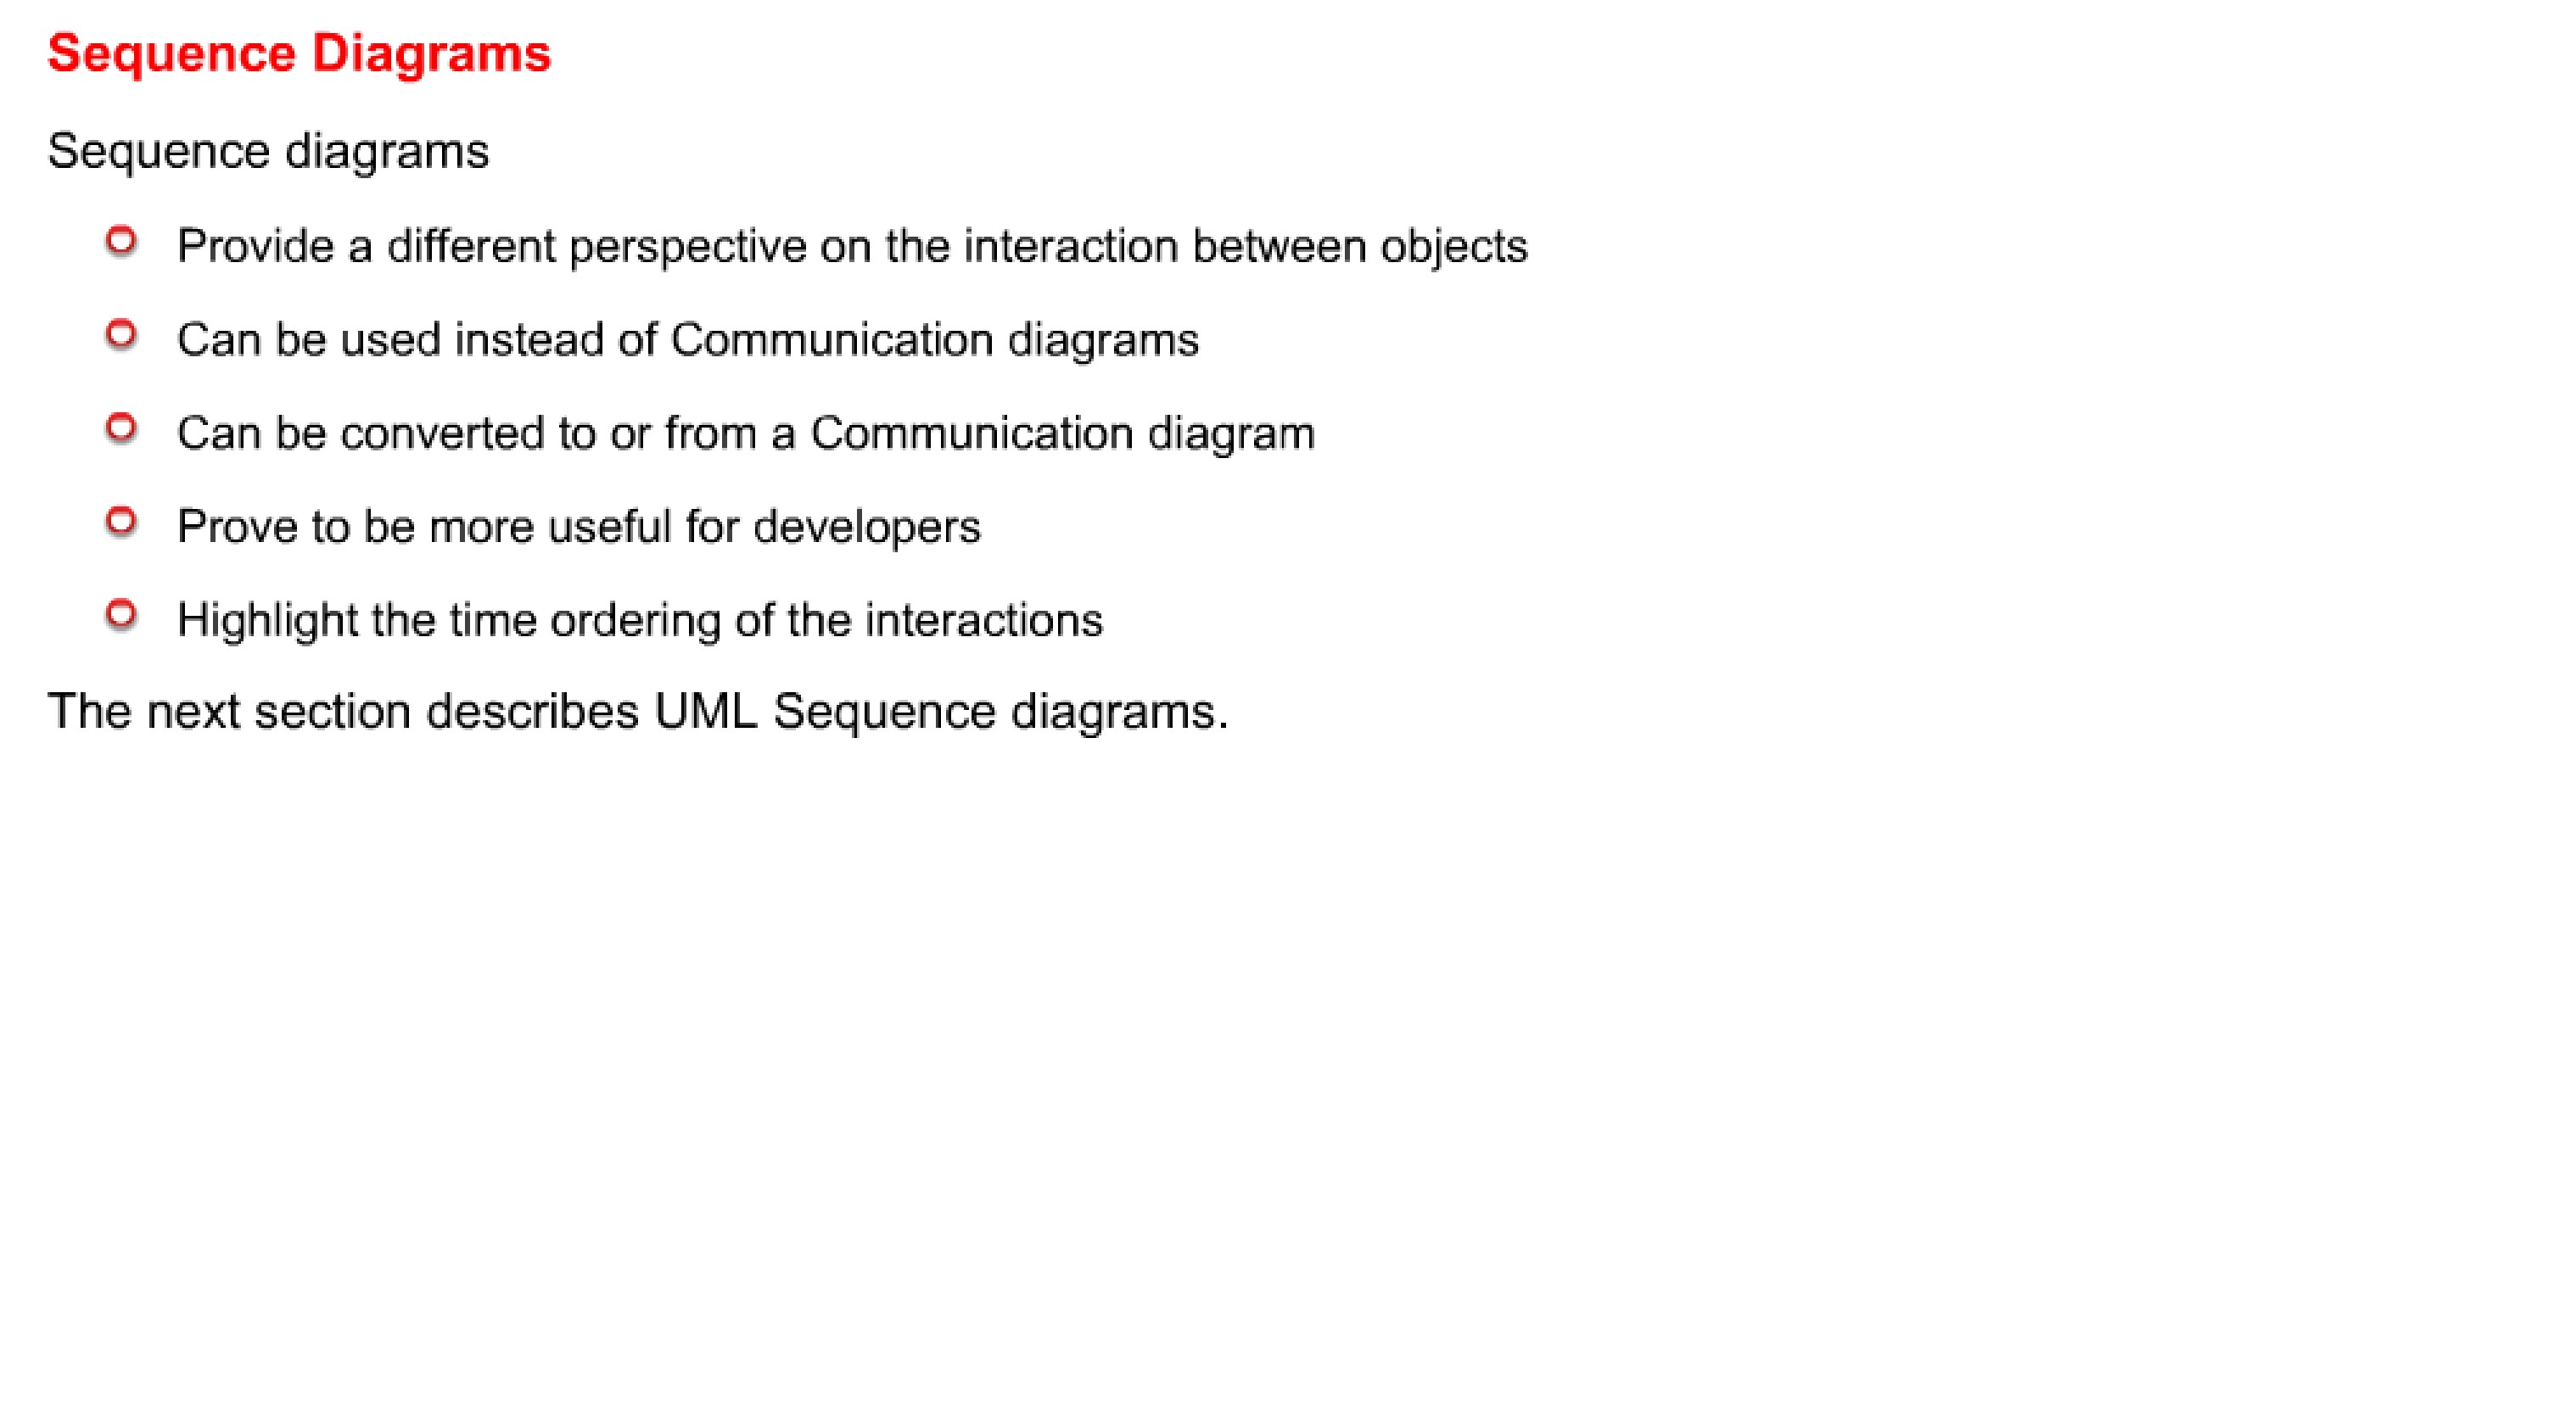 Sequence Diagrams
Sequence diagrams
Provide a different perspective on the interaction between objects
Can be used instead of Communication diagrams
Can be converted to or from a Communication diagram
Prove to be more useful for developers
Highlight the time ordering of the interactions
The next section describes UML Sequence diagrams.